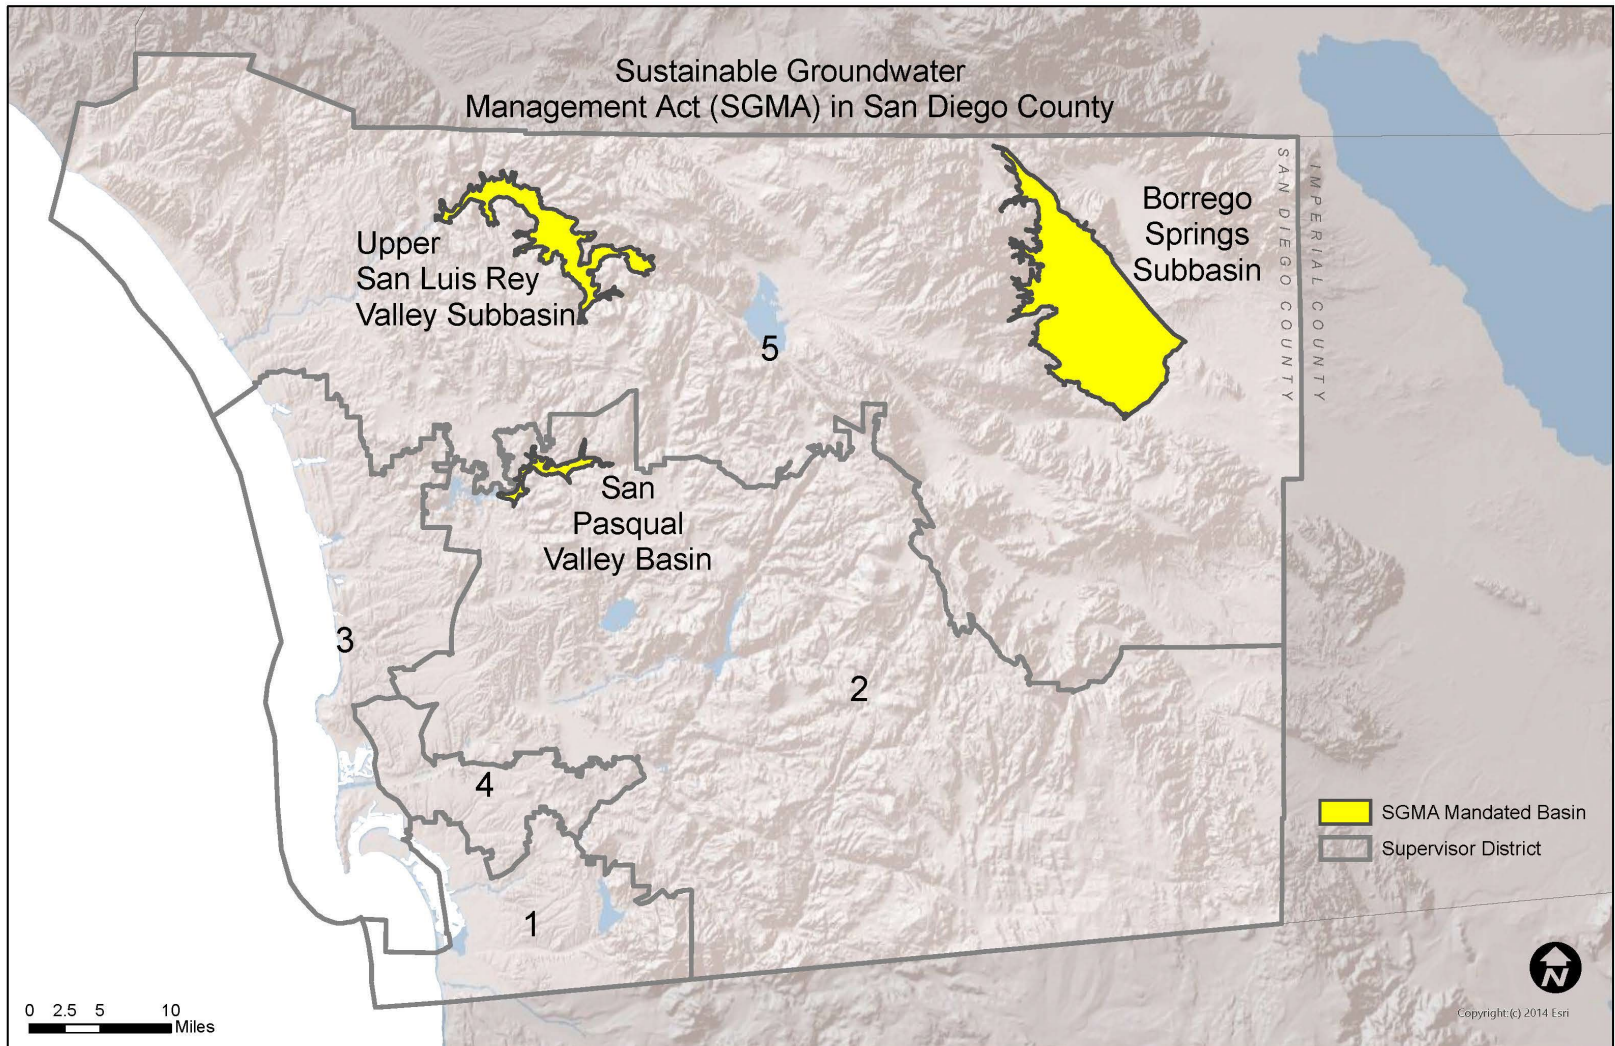 Sustainable Groundwater
Management Act (SGMA) in San Diego County
Borrego
Springs
Subbasin
SAN DIEGO COUNTY
IMPERIAL COUNTY
Upper
San Luis Rey
Valley Subbasin
5
San
Pasqual
Valley Basin
3
2
4
1
SGMA Mandated Basin
Supervisor District
N
0 2.5 5 10
Miles
Copyright:(c) 2014 Esri